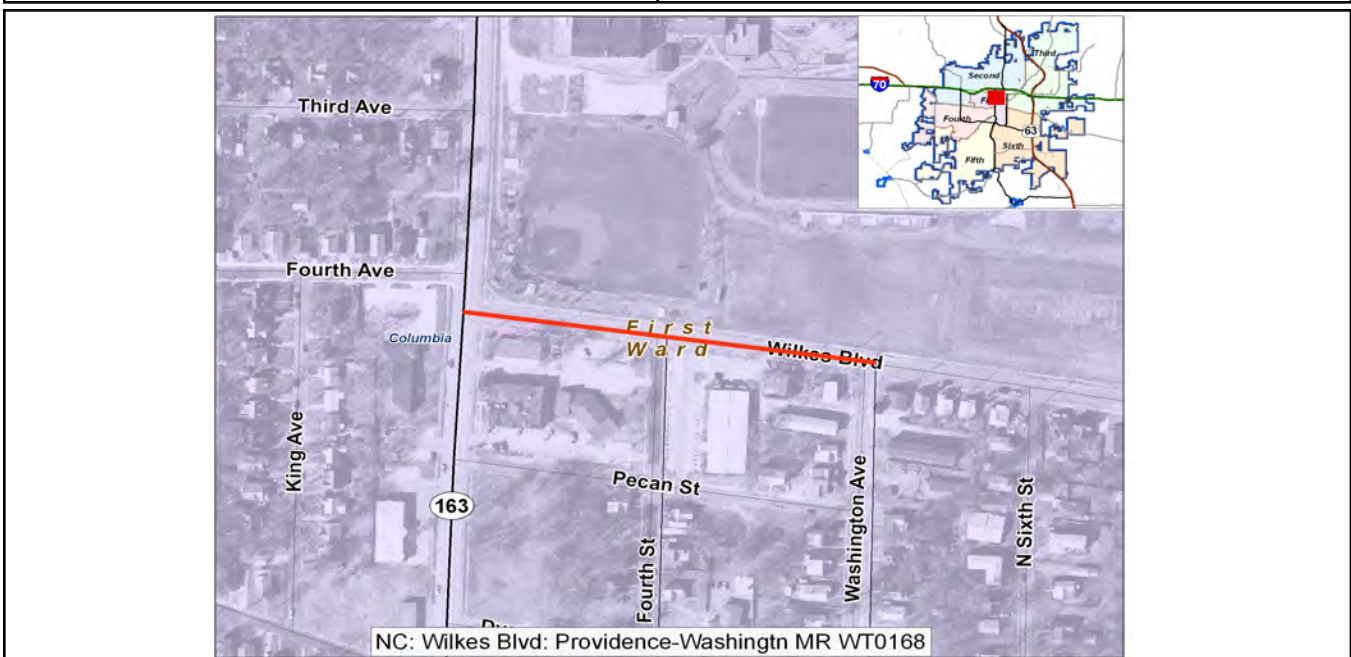 Third Ave
Fourth Ave
Columbia
King Ave
163
First
Ward
Wilkes Blvd
Pecan St
Fourth St
Washington Ave
N Sixth St
NC: Wilkes Blvd: Providence-Washingtn MR WT0168
70
Second
Third
Fourth
63
Sixth
Fifth